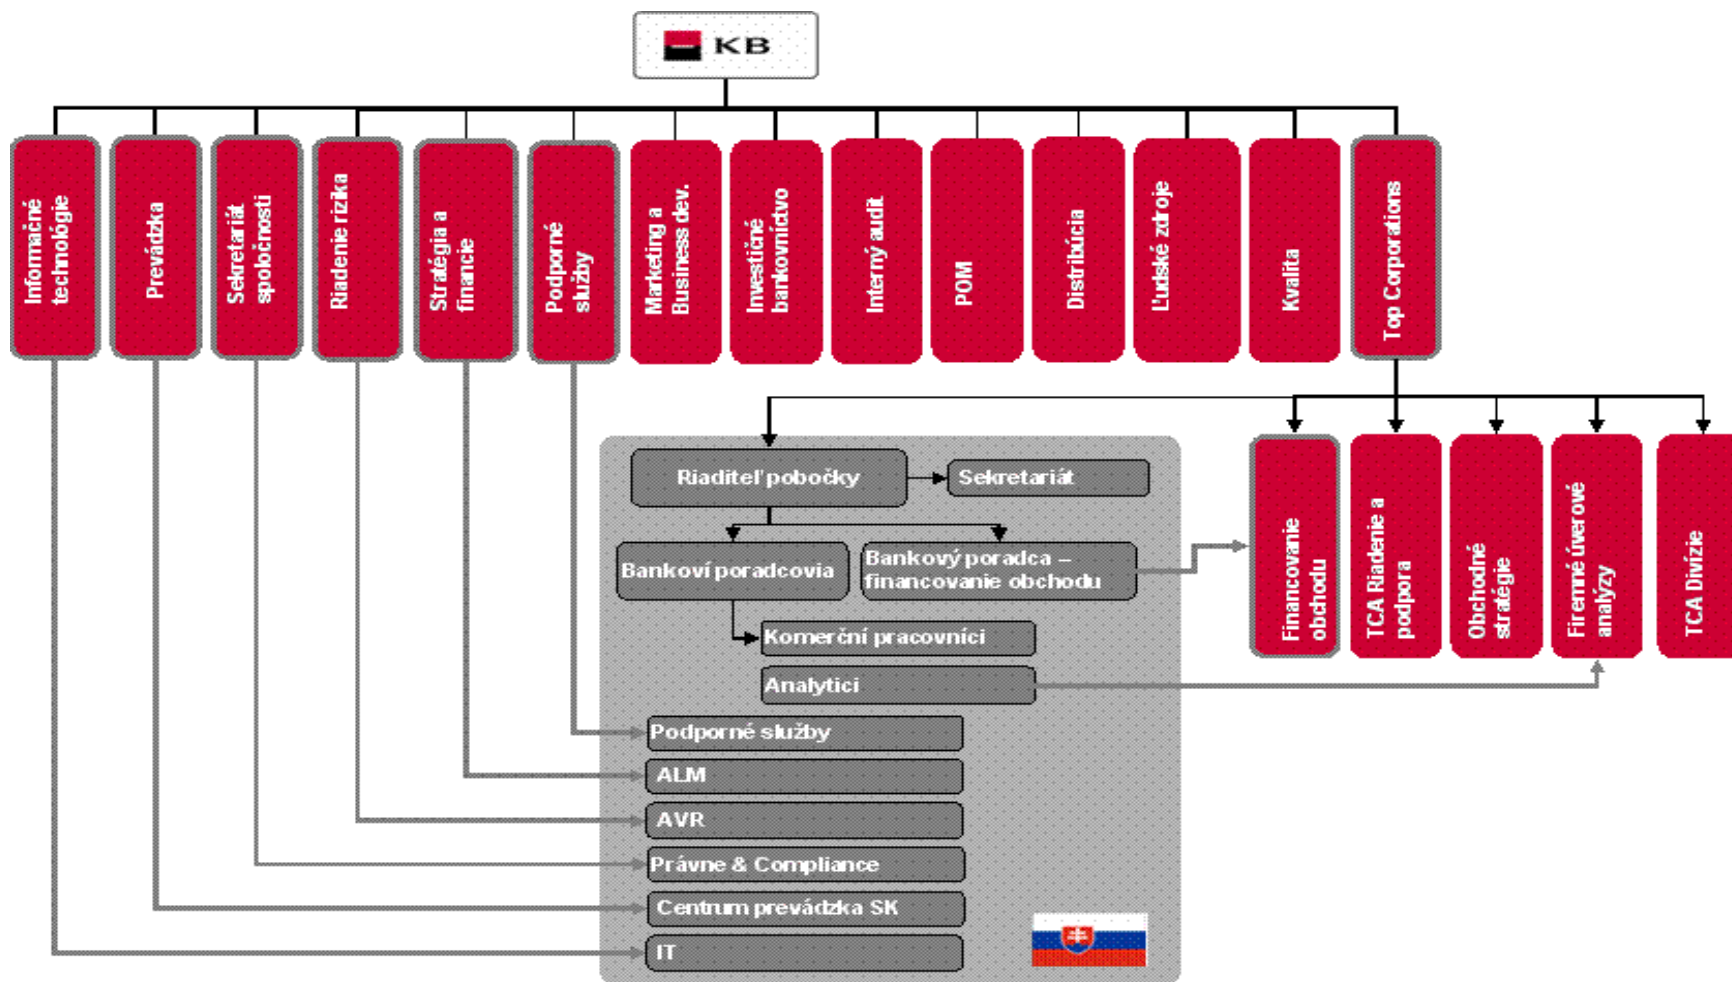 KB
Informačné
technológie
Prevádzka
Sekretariát
spoločnosti
Riadenie rizika
Stratégia a
financie
Podporné
služby
Marketing a
Business dev.
Investičné
bankovníctvo
Interný audit
POM
Distribúcia
Ľudské zdroje
Kvalita
Top Corporations
Riaditeľ pobočky
Sekretariát
Bankoví poradcovia
Bankový poradca –
financovanie obchodu
Komerční pracovníci
Analytici
Podporné služby
ALM
AVR
Právne & Compliance
Centrum prevádzka SK
IT
Financovanie
obchodu
TCA Riadenie a
podpora
Obchodné
stratégie
Firemné úverové
analýzy
TCA Divízie